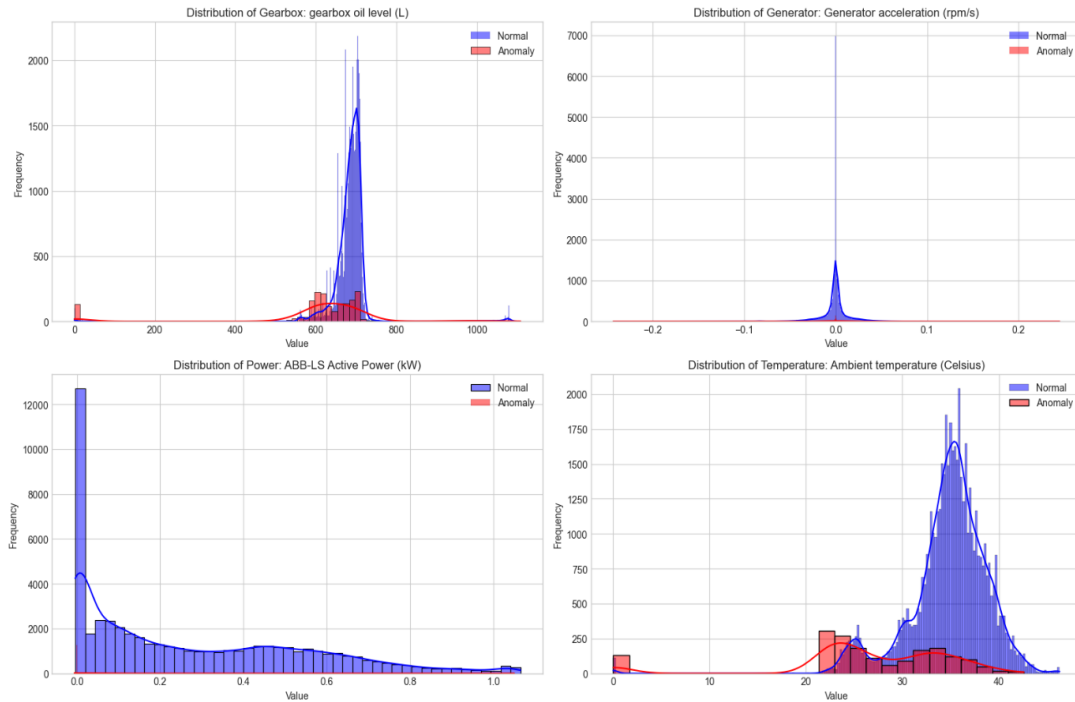 Distribution of Gearbox: gearbox oil level (L)
Normal
Anomaly
2000
1500
1000
500
0
Frequency
0
200
400
600
800
1000
Value
Distribution of Generator: Generator acceleration (rpm/s)
Normal
Anomaly
7000
6000
5000
4000
3000
2000
1000
0
Frequency
−0.2
−0.1
0.0
0.1
0.2
Value
Distribution of Power: ABB-LS Active Power (kW)
Normal
Anomaly
12000
10000
8000
6000
4000
2000
0
Frequency
0.0
0.2
0.4
0.6
0.8
1.0
Value
Distribution of Temperature: Ambient temperature (Celsius)
Normal
Anomaly
2000
1750
1500
1250
1000
750
500
250
0
Frequency
0
10
20
30
40
Value